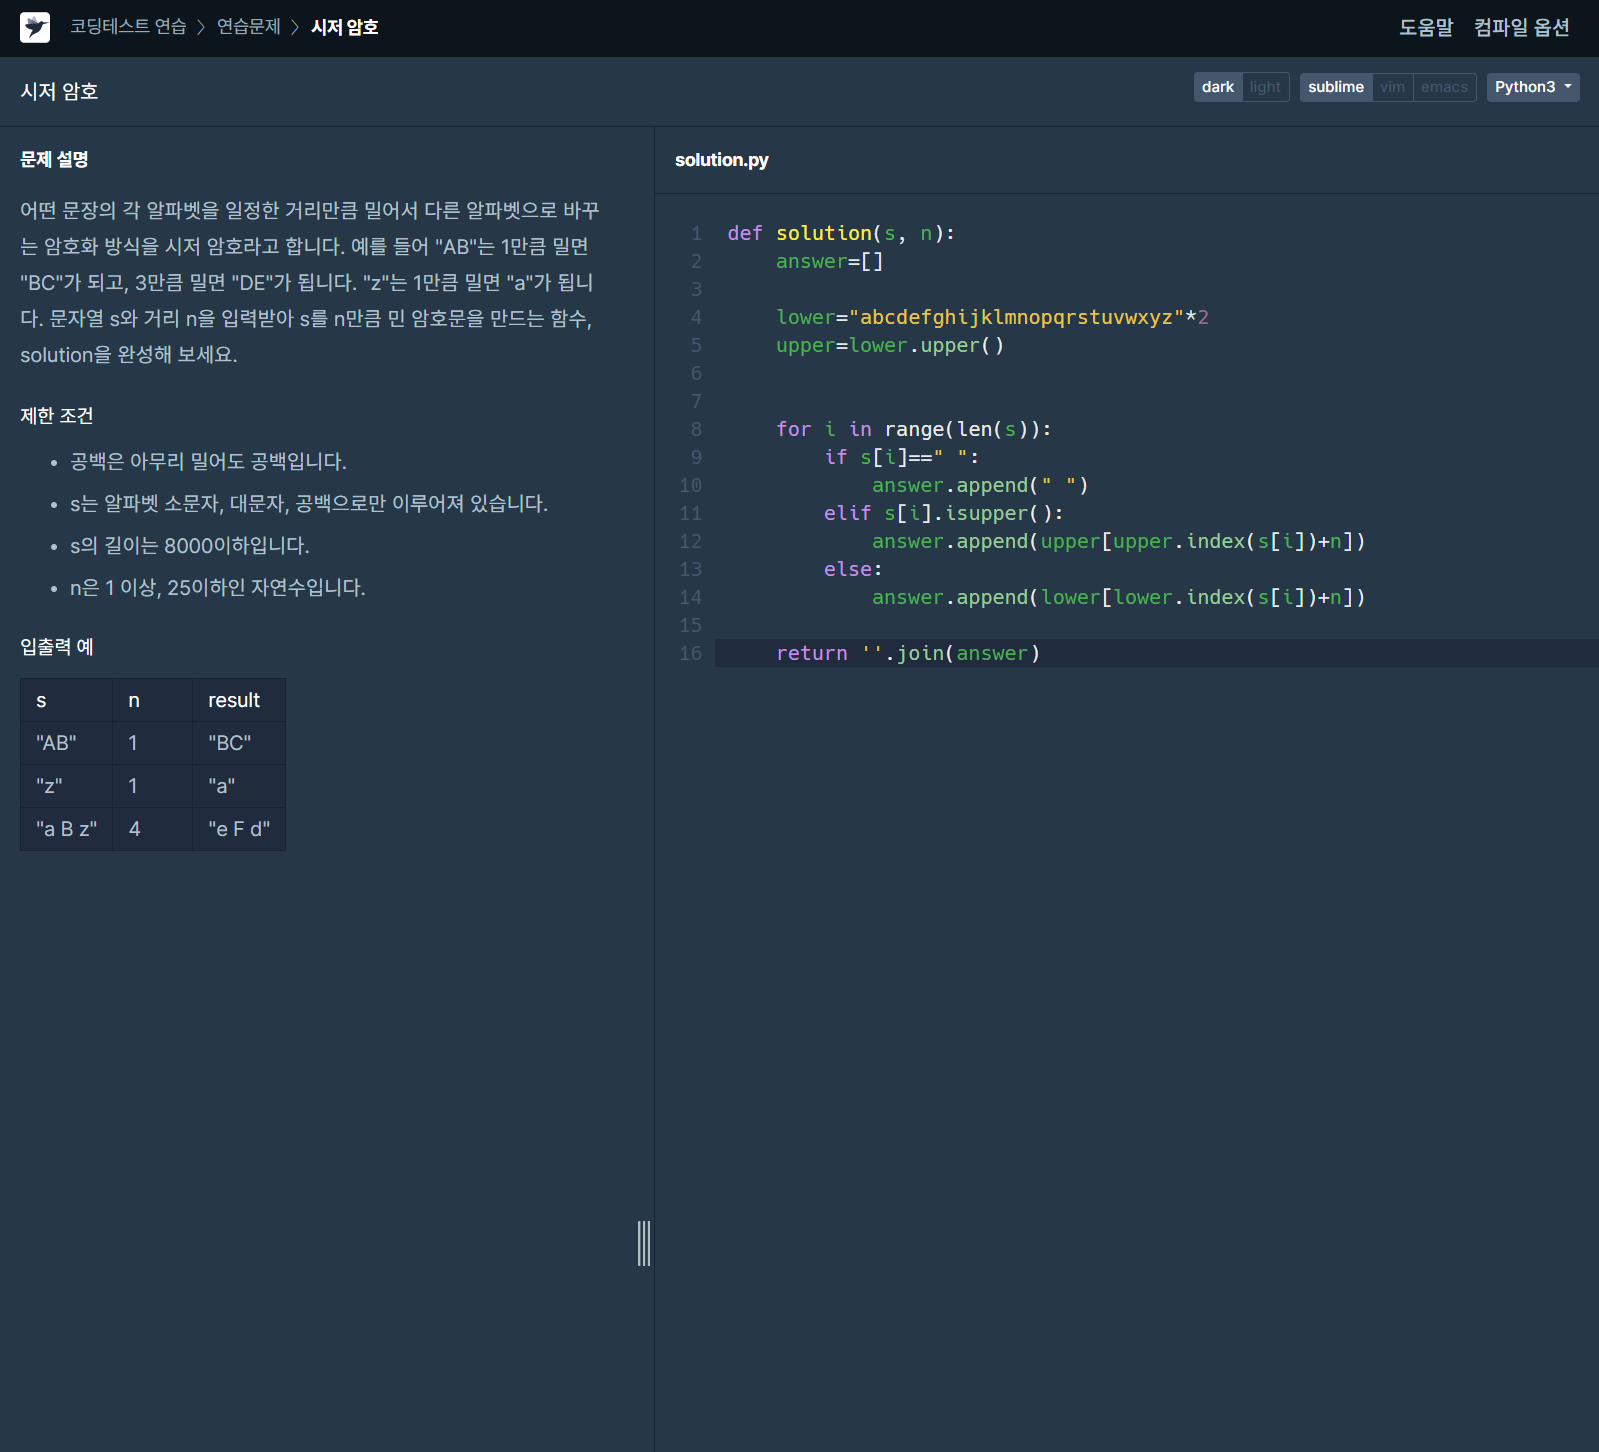 코딩테스트 연습 > 연습문제 > 시저 암호
도움말 컴파일 옵션
시저 암호
dark light sublime vim emacs Python3
문제 설명
어떤 문장의 각 알파벳을 일정한 거리만큼 밀어서 다른 알파벳으로 바꾸
는 암호화 방식을 시저 암호라고 합니다. 예를 들어 "AB"는 1만큼 밀면
"BC"가 되고, 3만큼 밀면 "DE"가 됩니다. "z"는 1만큼 밀면 "a"가 됩니
다. 문자열 s와 거리 n을 입력받아 s를 n만큼 민 암호문을 만드는 함수,
solution을 완성해 보세요.
제한 조건
• 공백은 아무리 밀어도 공백입니다.
• s는 알파벳 소문자, 대문자, 공백으로만 이루어져 있습니다.
• s의 길이는 8000이하입니다.
• n은 1 이상, 25이하인 자연수입니다.
입출력 예
s n result
"AB" 1 "BC"
"z" 1 "a"
"a B z" 4 "e F d"
solution.py
1 def solution(s, n):
2     answer=[]
3
4     lower="abcdefghijklmnopqrstuvwxyz"*2
5     upper=lower.upper()
6
7
8     for i in range(len(s)):
9         if s[i]==" ":
10             answer.append(" ")
11         elif s[i].isupper():
12             answer.append(upper[upper.index(s[i])+n])
13         else:
14             answer.append(lower[lower.index(s[i])+n])
15
16     return ''.join(answer)